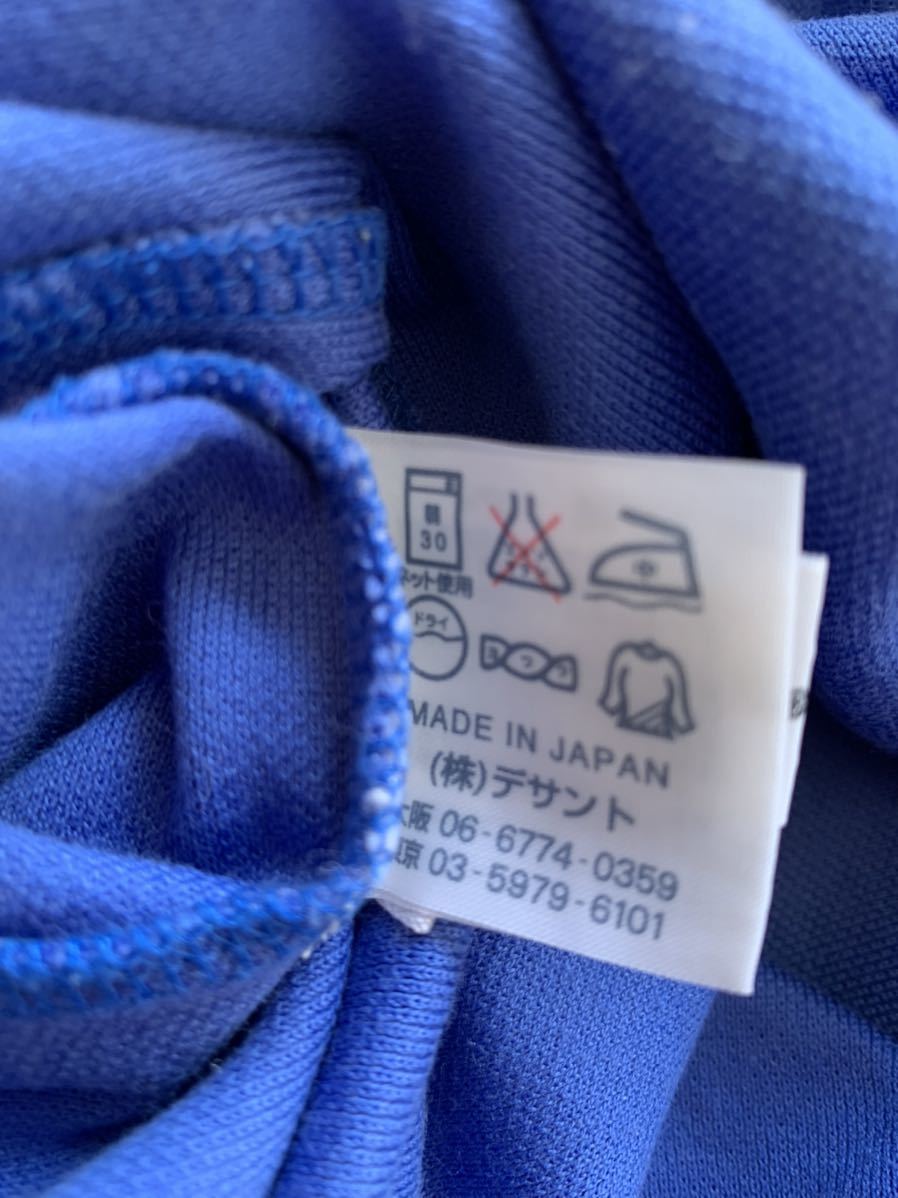 弱
30
中
ネット使用
ドライ
MADE IN JAPAN
(株)デサント
大阪 06-6774-0359
東京 03-5979-6101